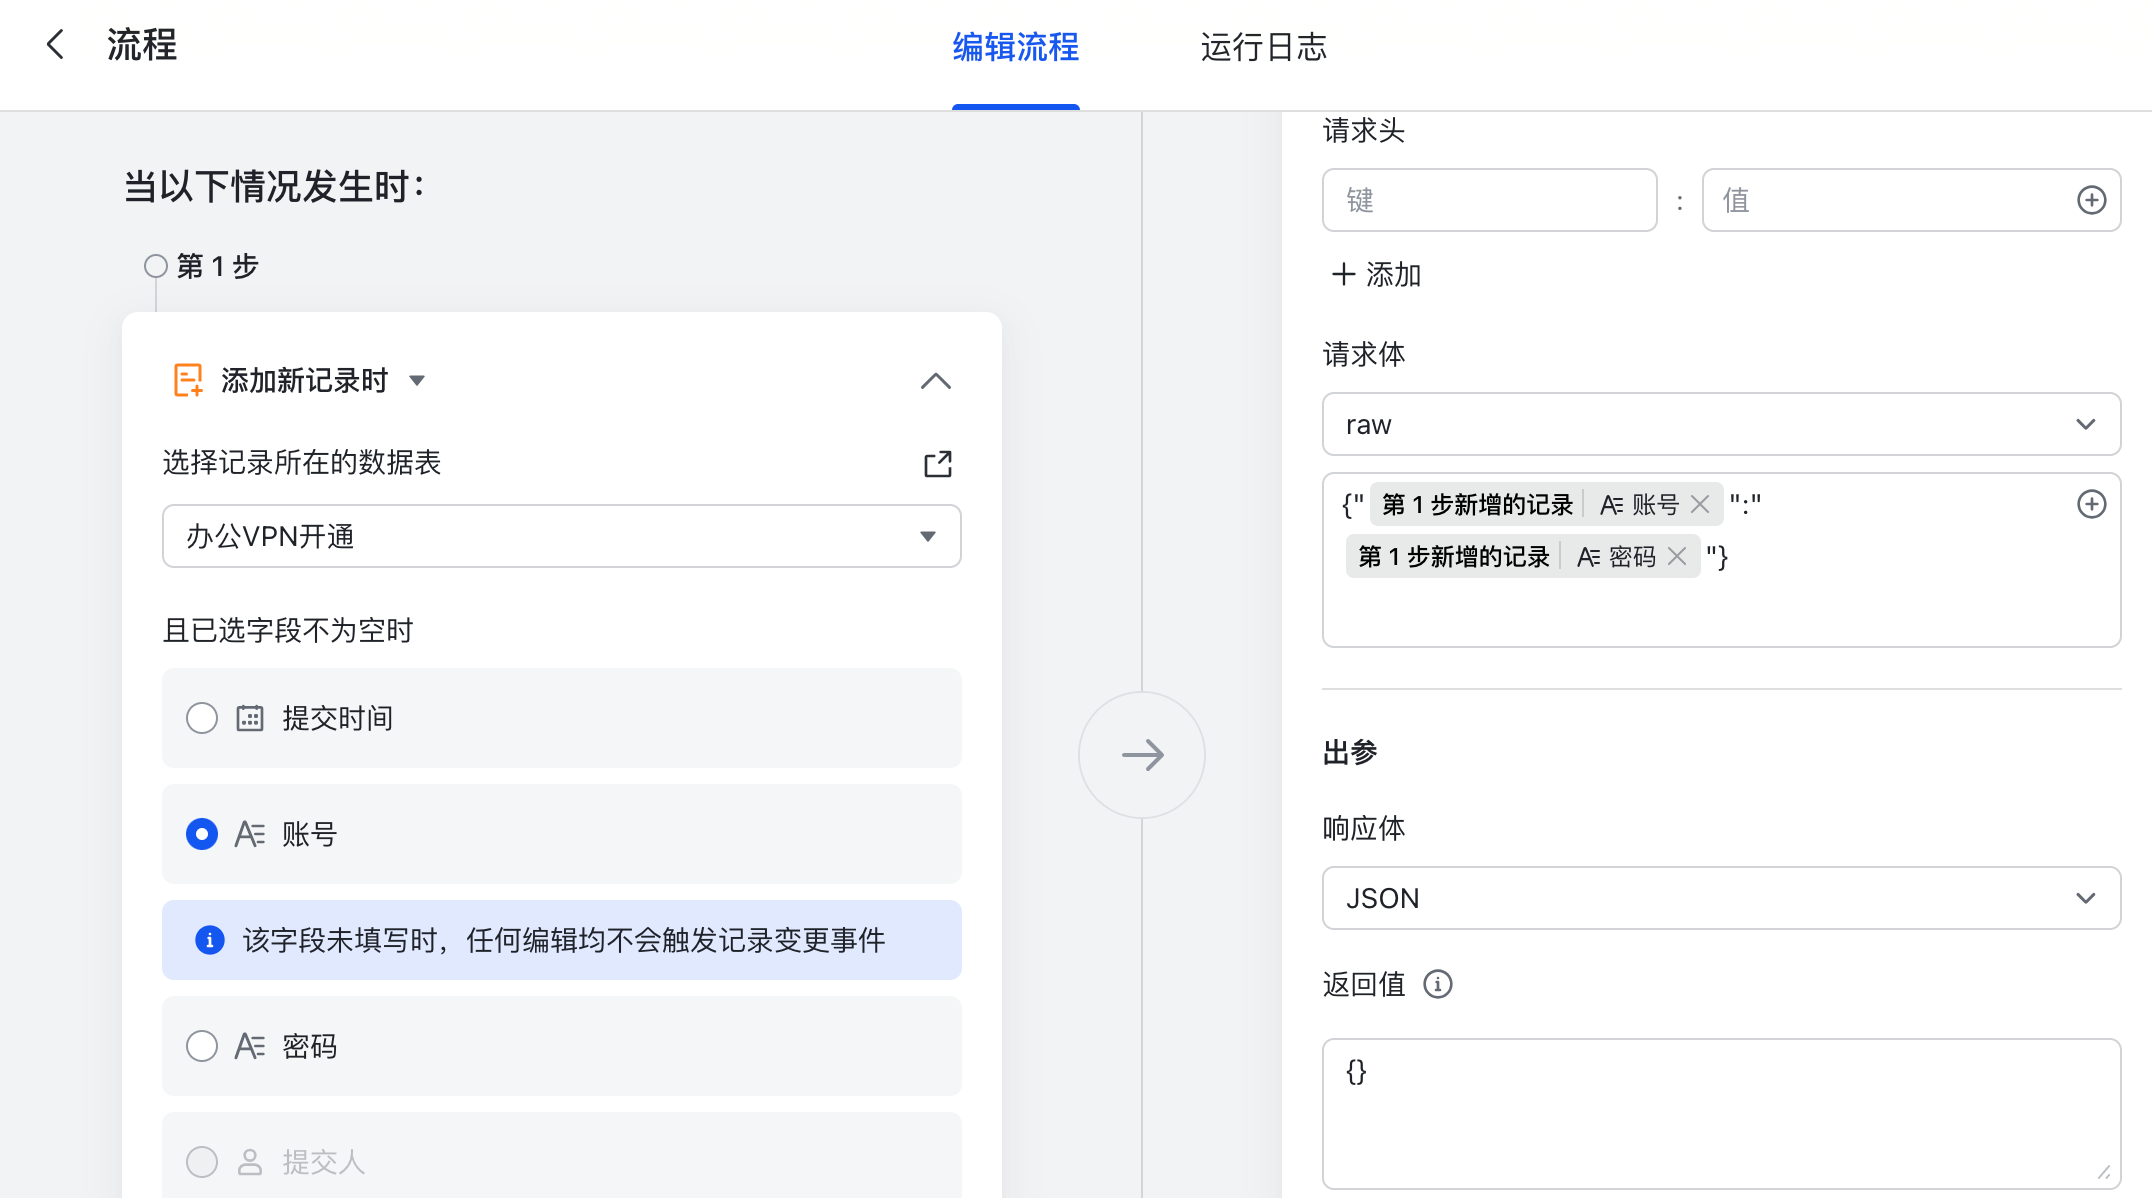 流程
编辑流程
运行日志
当以下情况发生时：
第 1 步
添加新记录时
选择记录所在的数据表
办公VPN开通
且已选字段不为空时
提交时间
账号
该字段未填写时，任何编辑均不会触发记录变更事件
密码
提交人
请求头
键 : 值
添加
请求体
raw
{" 第 1 步新增的记录 账号 ":"
第 1 步新增的记录 密码 "}
出参
响应体
JSON
返回值
{}